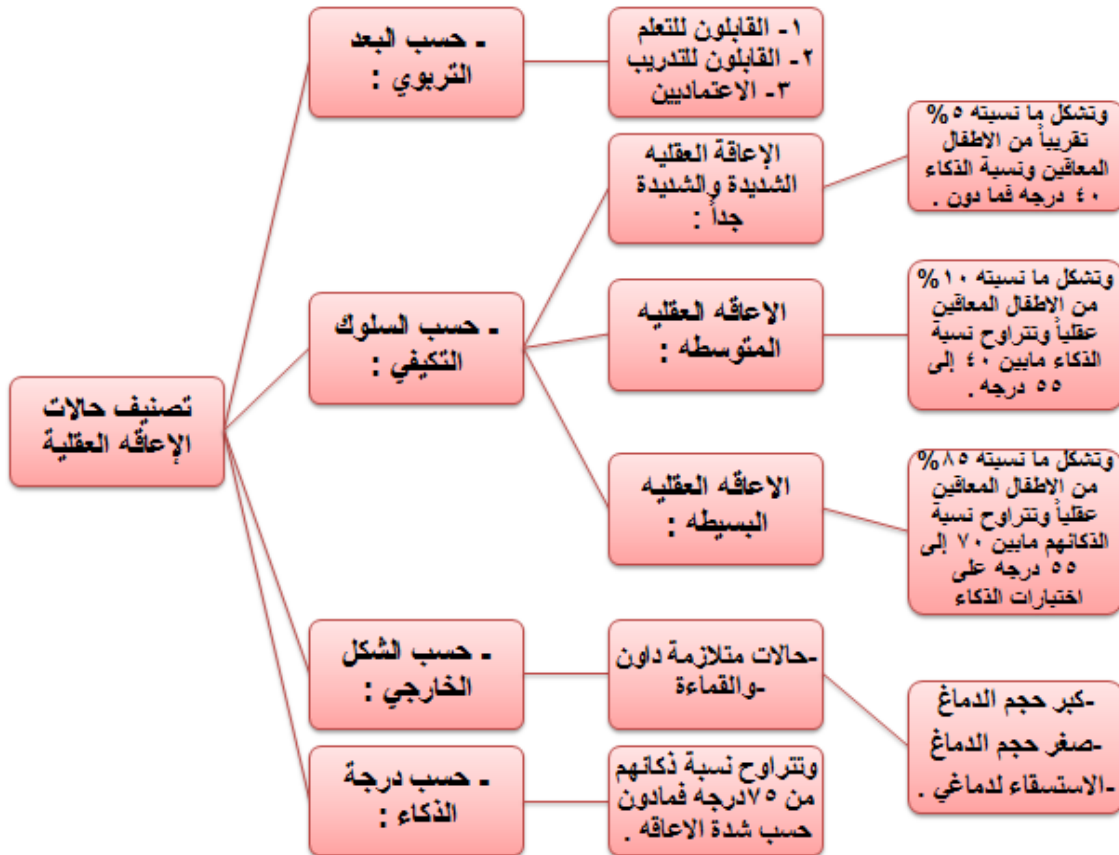 تصنيف حالات
الإعاقه العقلية
- حسب البعد
التربوي :
١- القابلون للتعلم
٢- القابلون للتدريب
٣- الاعتماديين
- حسب السلوك
التكيفي :
الإعاقة العقليه
الشديدة والشديدة
جداً :
وتشكل ما نسبته ٥%
تقريباً من الاطفال
المعاقين ونسبة الذكاء
٤٠ درجه فما دون .
الاعاقه العقليه
المتوسطه :
وتشكل ما نسبته ١٠%
من الاطفال المعاقين
عقلياً وتتراوح نسبة
الذكاء مابين ٤٠ إلى
٥٥ درجه .
الاعاقه العقليه
البسيطه :
وتشكل ما نسبته ٨٥%
من الاطفال المعاقين
عقلياً وتتراوح نسبة
الذكائهم مابين ٧٠ إلى
٥٥ درجه على
اختبارات الذكاء
- حسب الشكل
الخارجي :
-حالات متلازمة داون
-والقماءة
-كبر حجم الدماغ
-صغر حجم الدماغ
-الاستسقاء لدماغي .
- حسب درجة
الذكاء :
وتتراوح نسبة ذكائهم
من ٧٥درجه فمادون
حسب شدة الاعاقه .